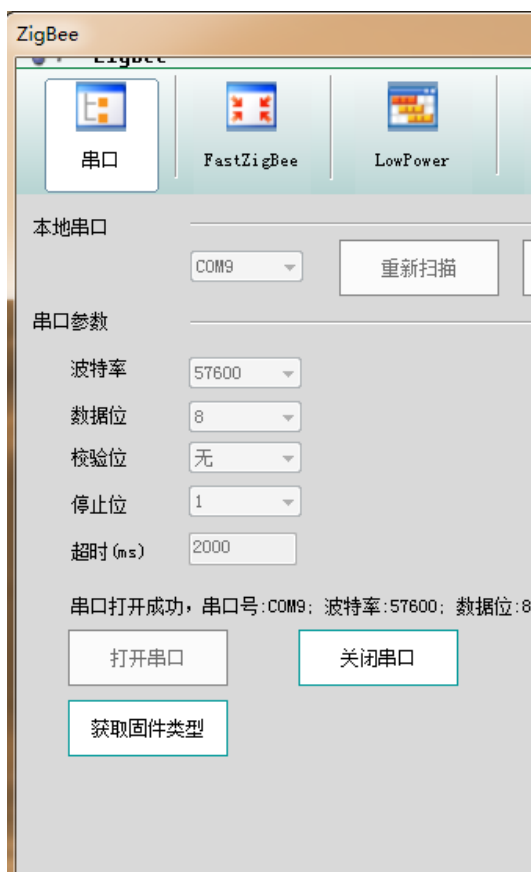 ZigBee
ZigBee
串口
FastZigBee
LowPower
本地串口
COM9
重新扫描
串口参数
波特率
57600
数据位
8
校验位
无
停止位
1
超时(ms)
2000
串口打开成功，串口号:COM9; 波特率:57600; 数据位:8
打开串口
关闭串口
获取固件类型